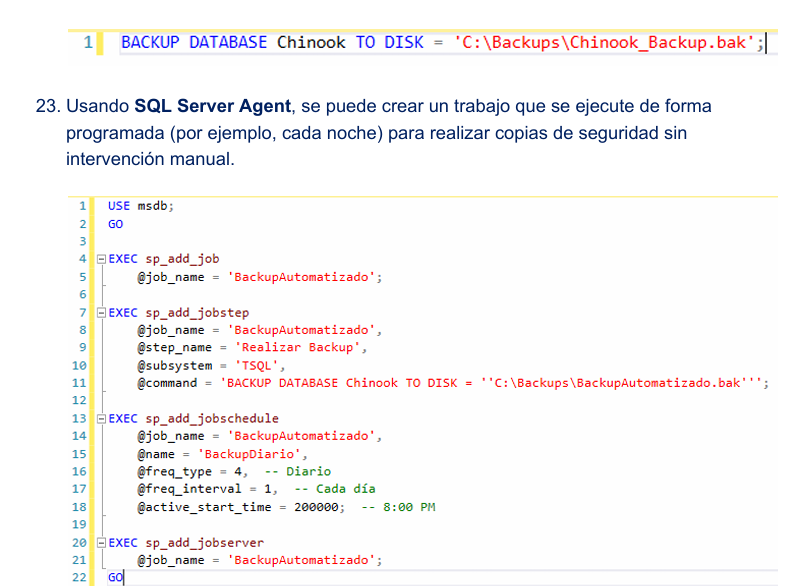 1 BACKUP DATABASE Chinook TO DISK = 'C:\Backups\Chinook_Backup.bak';
23. Usando SQL Server Agent, se puede crear un trabajo que se ejecute de forma
programada (por ejemplo, cada noche) para realizar copias de seguridad sin
intervención manual.
1 USE msdb;
2 GO
3
4 EXEC sp_add_job
5 @job_name = 'BackupAutomatizado';
6
7 EXEC sp_add_jobstep
8 @job_name = 'BackupAutomatizado',
9 @step_name = 'Realizar Backup',
10 @subsystem = 'TSQL',
11 @command = 'BACKUP DATABASE Chinook TO DISK = ''C:\Backups\BackupAutomatizado.bak''';
12
13 EXEC sp_add_jobschedule
14 @job_name = 'BackupAutomatizado',
15 @name = 'BackupDiario',
16 @freq_type = 4, -- Diario
17 @freq_interval = 1, -- Cada día
18 @active_start_time = 200000; -- 8:00 PM
19
20 EXEC sp_add_jobserver
21 @job_name = 'BackupAutomatizado';
22 GO